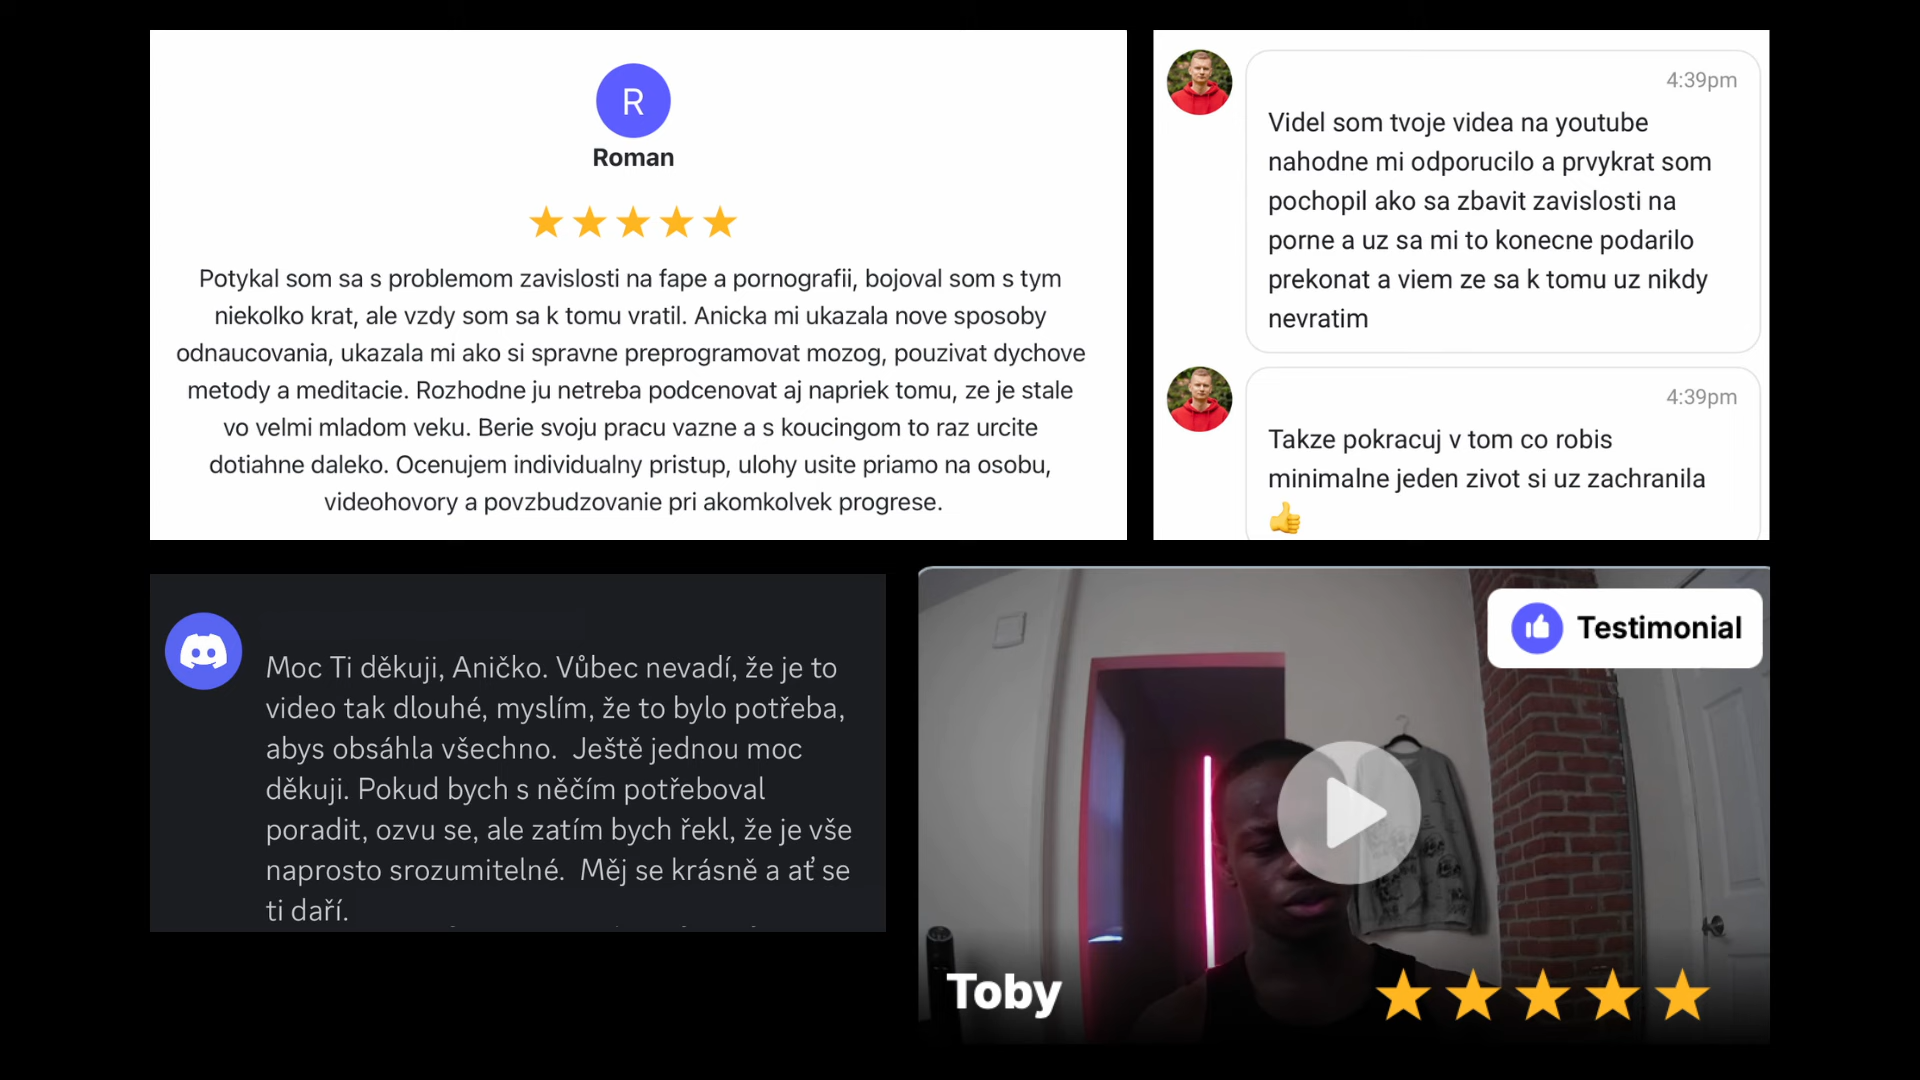 R
Roman
Potykal som sa s problemom zavislosti na fape a pornografii, bojoval som s tym
niekolko krat, ale vzdy som sa k tomu vratil. Anicka mi ukazala nove sposoby
odnaucovania, ukazala mi ako si spravne preprogramovat mozog, pouzivat dychove
metody a meditacie. Rozhodne ju netreba podcenovat aj napriek tomu, ze je stale
vo velmi mladom veku. Berie svoju pracu vazne a s koucingom to raz urcite
dotiahne daleko. Ocenujem individualny pristup, ulohy usite priamo na osobu,
videohovory a povzbudzovanie pri akomkolvek progrese.
4:39pm
Videl som tvoje videa na youtube
nahodne mi odporucilo a prvykrat som
pochopil ako sa zbavit zavislosti na
porne a uz sa mi to konecne podarilo
prekonat a viem ze sa k tomu uz nikdy
nevratim
4:39pm
Takze pokracuj v tom co robis
minimalne jeden zivot si uz zachranila
👍
Moc Ti děkuji, Aničko. Vůbec nevadí, že je to
video tak dlouhé, myslím, že to bylo potřeba,
abys obsáhla všechno.  Ještě jednou moc
děkuji. Pokud bych s něčím potřeboval
poradit, ozvu se, ale zatím bych řekl, že je vše
naprosto srozumitelné.  Měj se krásně a ať se
ti daří.
Testimonial
Toby